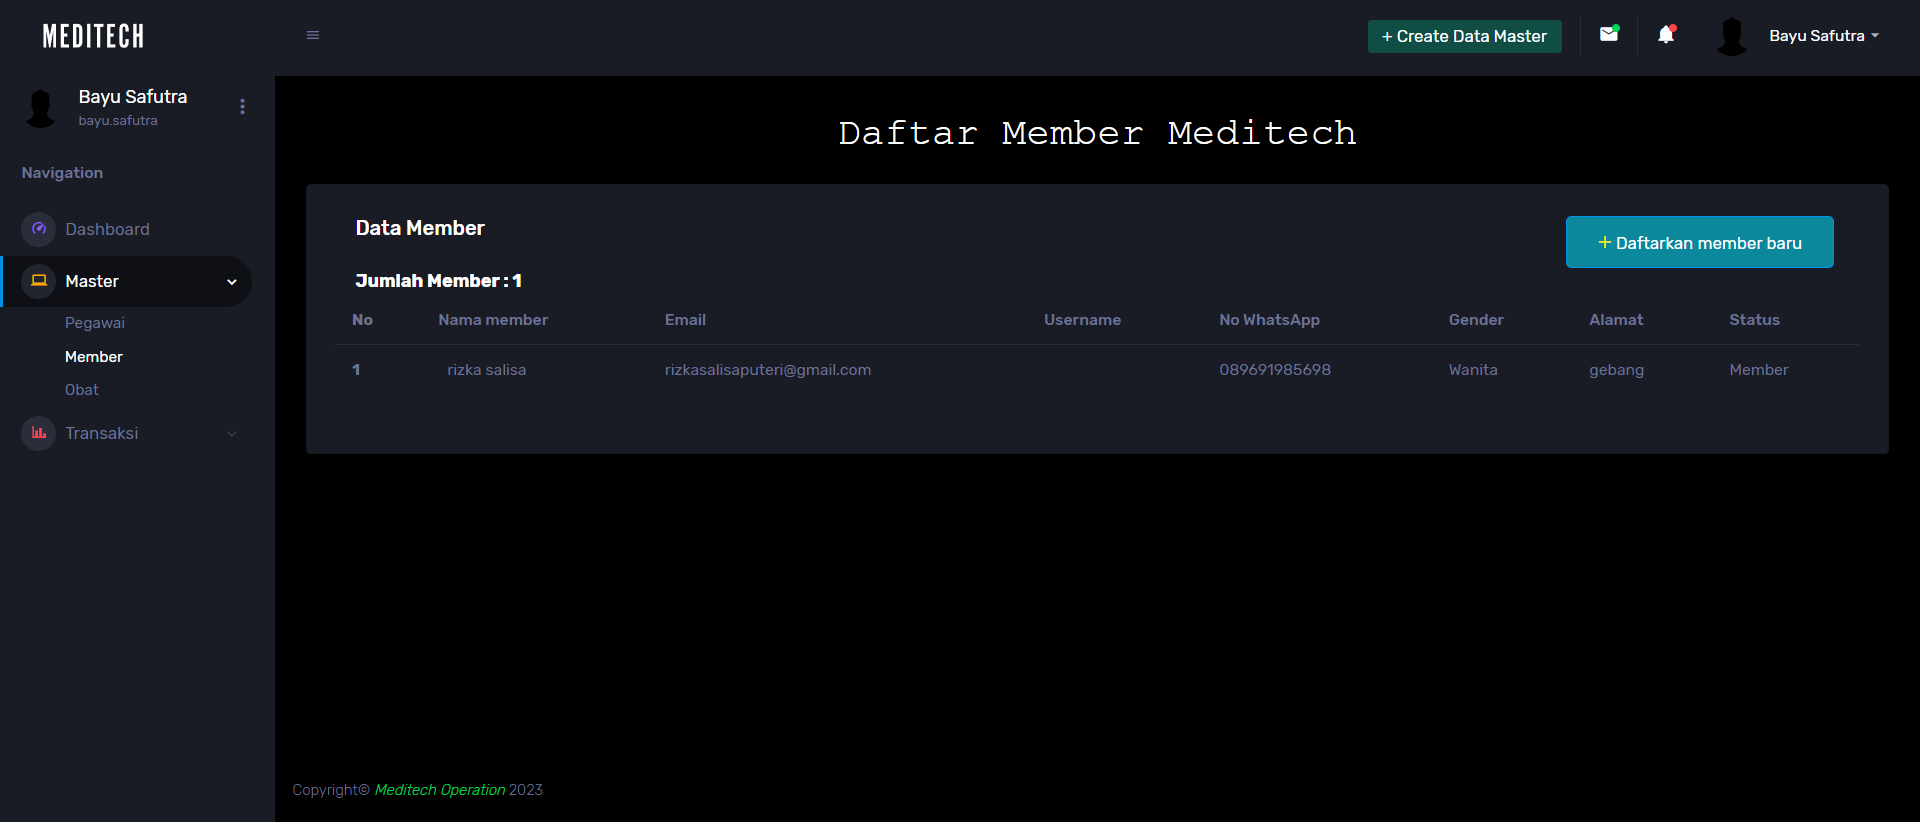 MEDITECH
+ Create Data Master
Bayu Safutra
Bayu Safutra
bayu.safutra
Navigation
Dashboard
Master
Pegawai
Member
Obat
Transaksi
Daftar Member Meditech
Data Member
+ Daftarkan member baru
Jumlah Member : 1
No Nama member Email Username No WhatsApp Gender Alamat Status
1 rizka salisa rizkasalisaputeri@gmail.com 089691985698 Wanita gebang Member
Copyright© Meditech Operation 2023